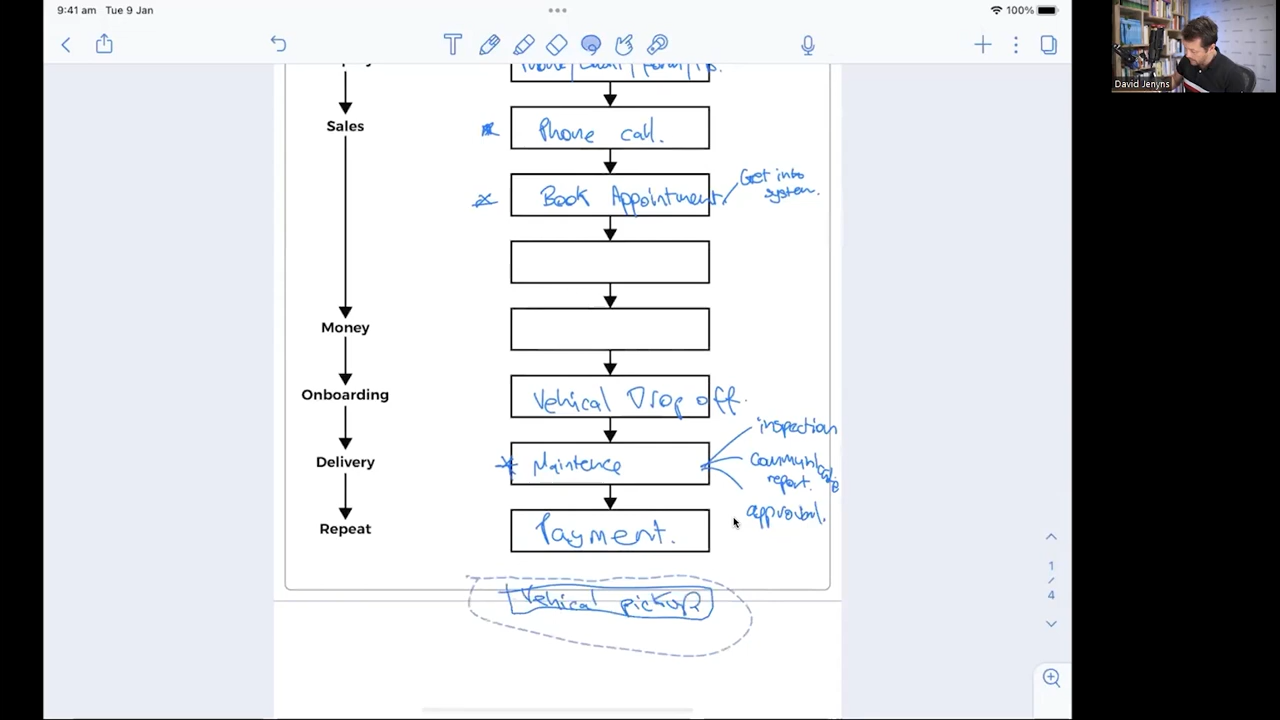 9:41 am Tue 9 Jan
100%
David Jenyns
Sales
Phone call.
Book Appointment.
Get into
system.
Money
Onboarding
Vehical Drop off.
Delivery
Maintence
inspection
report.
approval.
Repeat
Payment.
Vehical pickup
1
/
4